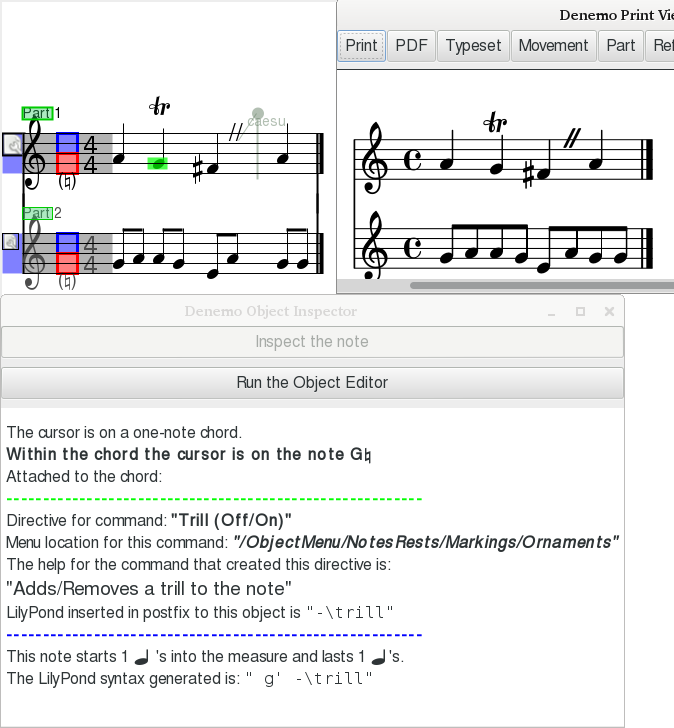 Denemo Print Vie
Print PDF Typeset Movement Part Ref
tr
Part 1
caesu
4
4
(♮)
Part 2
4
4
(♮)
tr
Denemo Object Inspector
Inspect the note
Run the Object Editor
The cursor is on a one-note chord.
Within the chord the cursor is on the note G♮
Attached to the chord:
Directive for command: "Trill (Off/On)"
Menu location for this command: "/ObjectMenu/NotesRests/Markings/Ornaments"
The help for the command that created this directive is:
"Adds/Removes a trill to the note"
LilyPond inserted in postfix to this object is "-\trill"
This note starts 1 ♩ 's into the measure and lasts 1 ♩ 's.
The LilyPond syntax generated is: " g' -\trill"